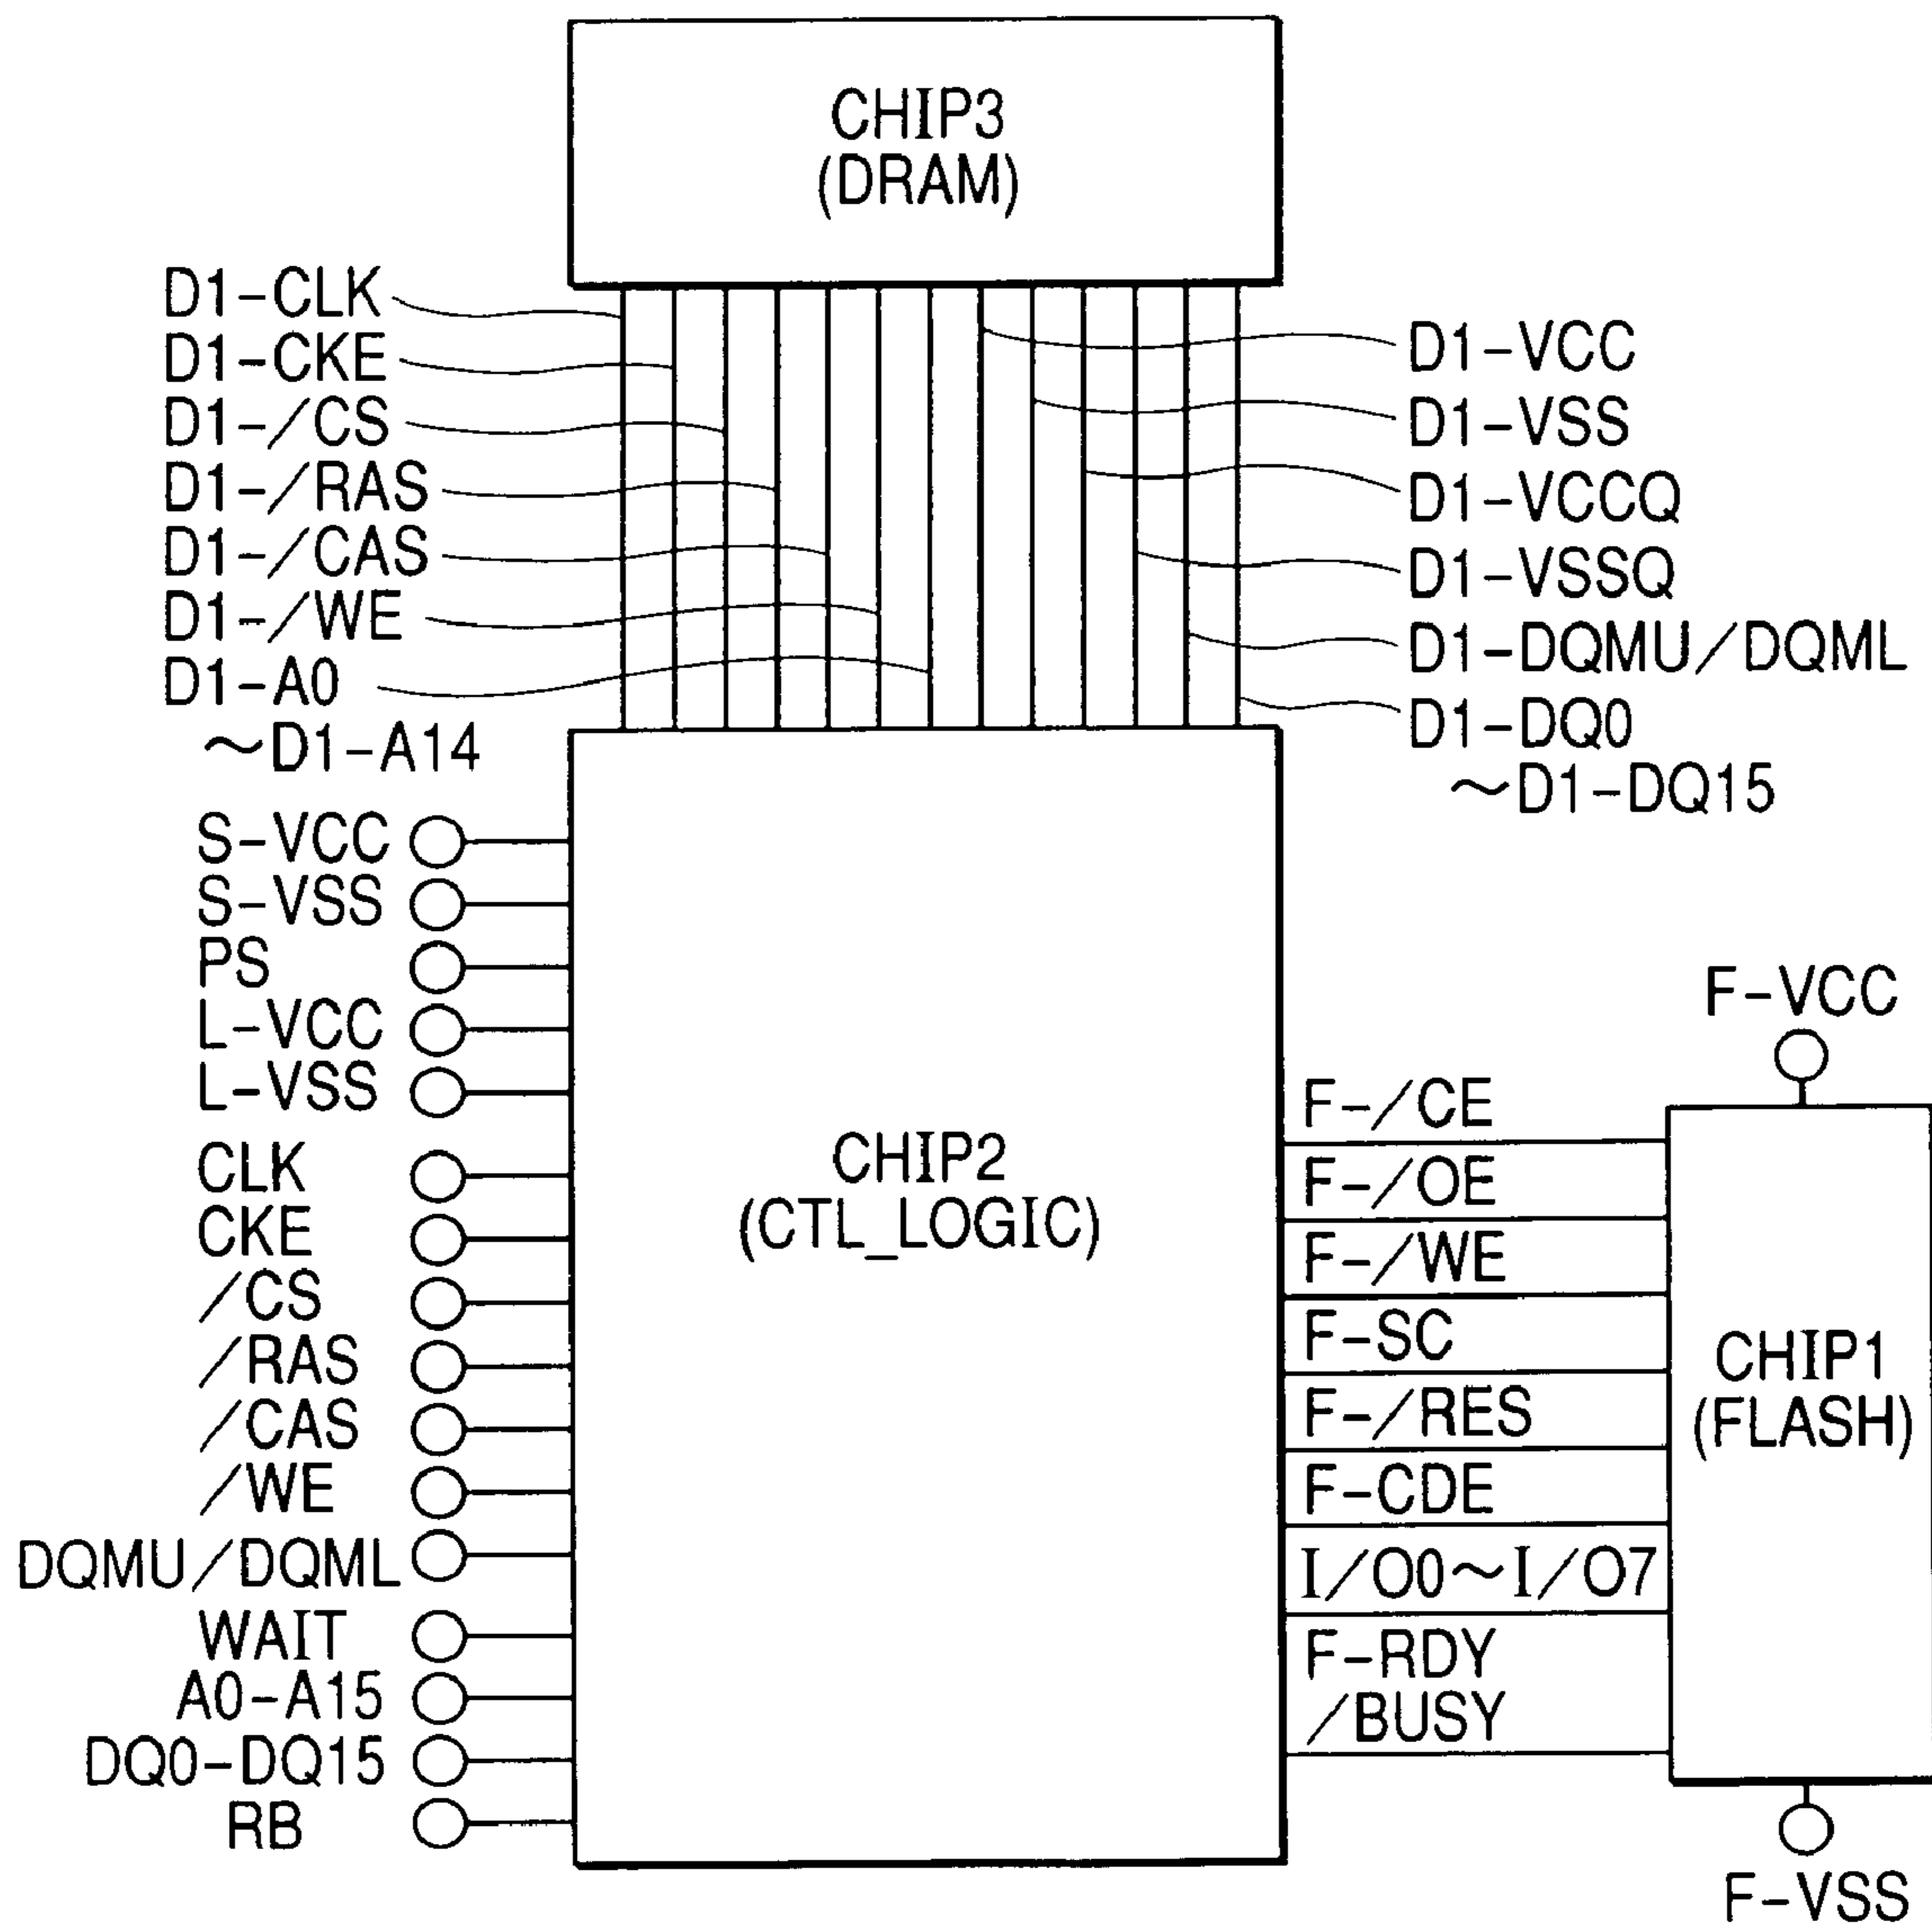 CHIP3
(DRAM)
D1-CLK
D1-CKE
D1-/CS
D1-/RAS
D1-/CAS
D1-/WE
D1-A0
~D1-A14
D1-VCC
D1-VSS
D1-VCCQ
D1-VSSQ
D1-DQMU/DQML
D1-DQ0
~D1-DQ15
S-VCC
S-VSS
PS
L-VCC
L-VSS
CLK
CKE
/CS
/RAS
/CAS
/WE
DQMU/DQML
WAIT
A0-A15
DQ0-DQ15
RB
CHIP2
(CTL_LOGIC)
F-/CE
F-/OE
F-/WE
F-SC
F-/RES
F-CDE
I/O0~I/O7
F-RDY
/BUSY
F-VCC
CHIP1
(FLASH)
F-VSS